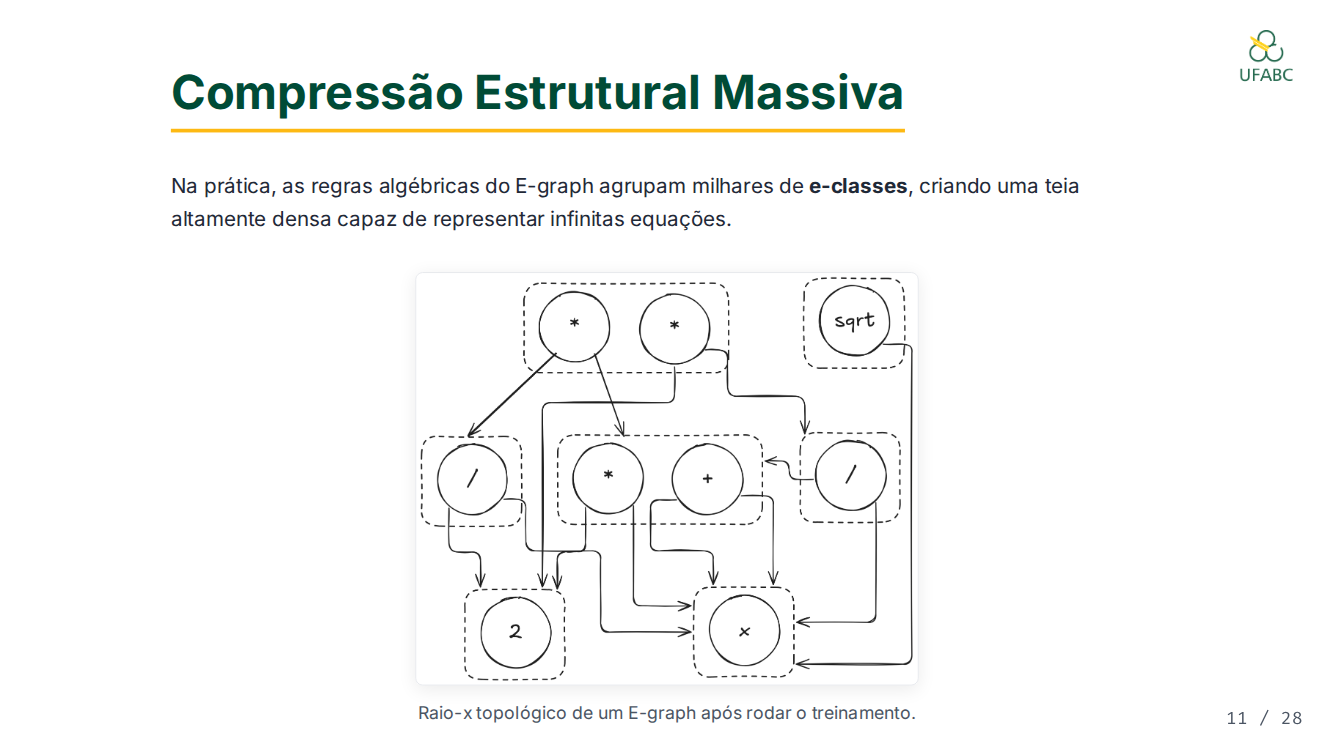 UFABC
Compressão Estrutural Massiva
Na prática, as regras algébricas do E-graph agrupam milhares de e-classes, criando uma teia
altamente densa capaz de representar infinitas equações.
* * sqrt
/ * + /
2 x
Raio-x topológico de um E-graph após rodar o treinamento.
11 / 28